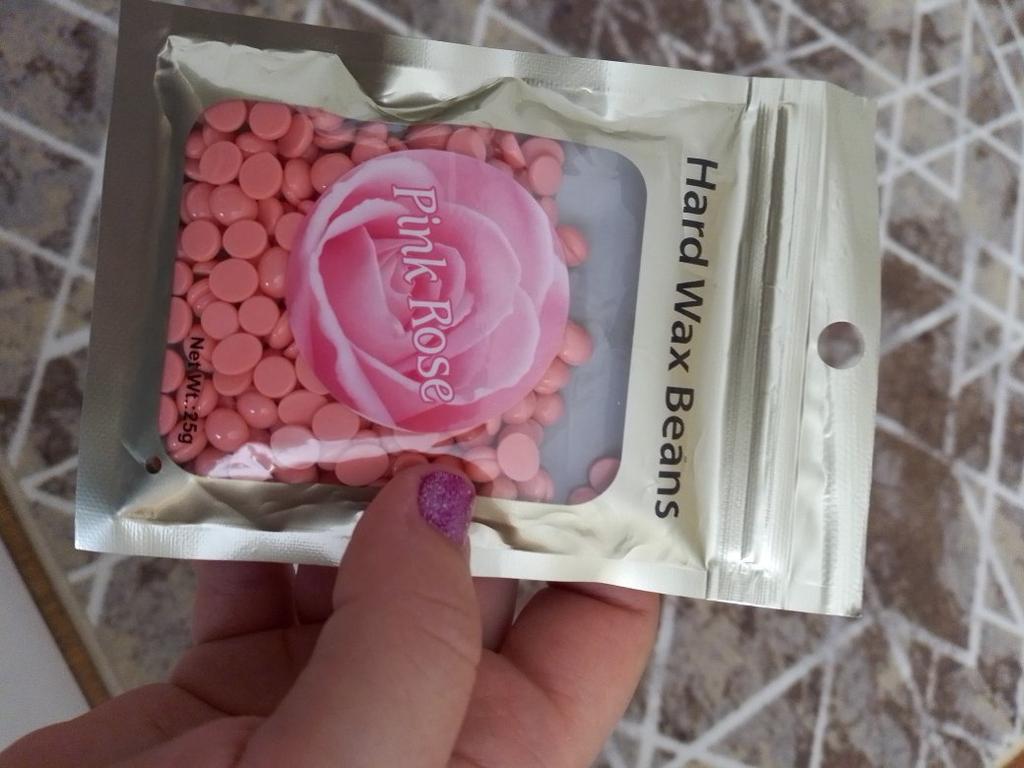 Hard Wax Beans
Pink Rose
Net Wt.:25g